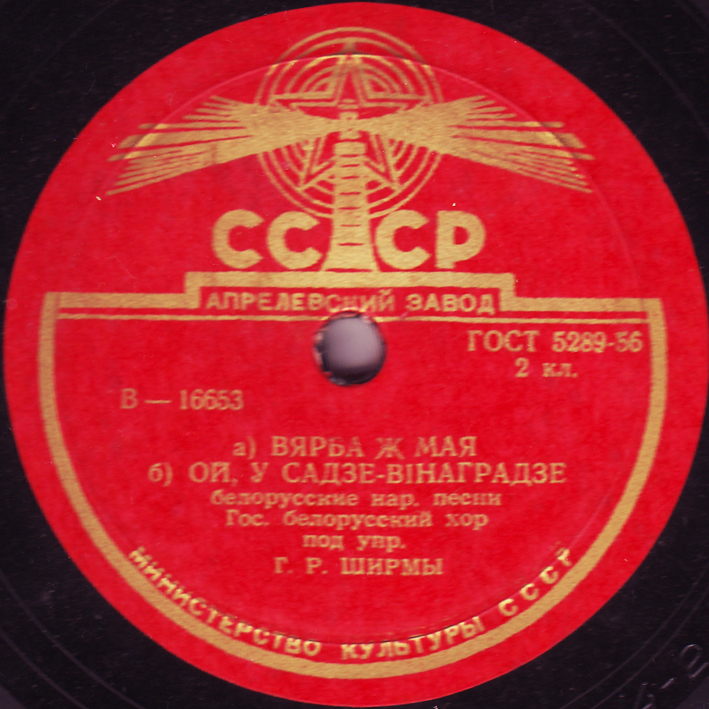 СССР
АПРЕЛЕВСКИЙ ЗАВОД
ГОСТ 5289-56
2 кл.
В — 16653
а) ВЯРБА Ж МАЯ
б) ОЙ, У САДЗЕ-ВІНАГРАДЗЕ
белорусские нар. песни
Гос. белорусский хор
под упр.
Г. Р. ШИРМЫ
МИНИСТЕРСТВО КУЛЬТУРЫ СССР